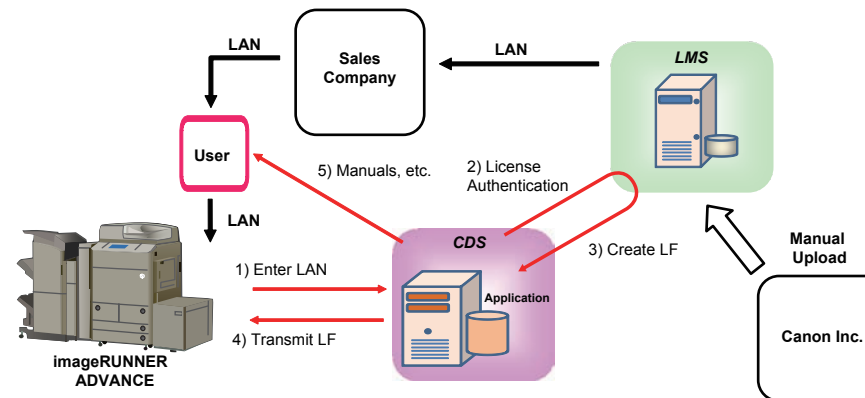 LAN
Sales
Company
LAN
LMS
User
5) Manuals, etc.
2) License
Authentication
LAN
CDS
3) Create LF
Manual
Upload
1) Enter LAN
Application
4) Transmit LF
Canon Inc.
imageRUNNER
ADVANCE